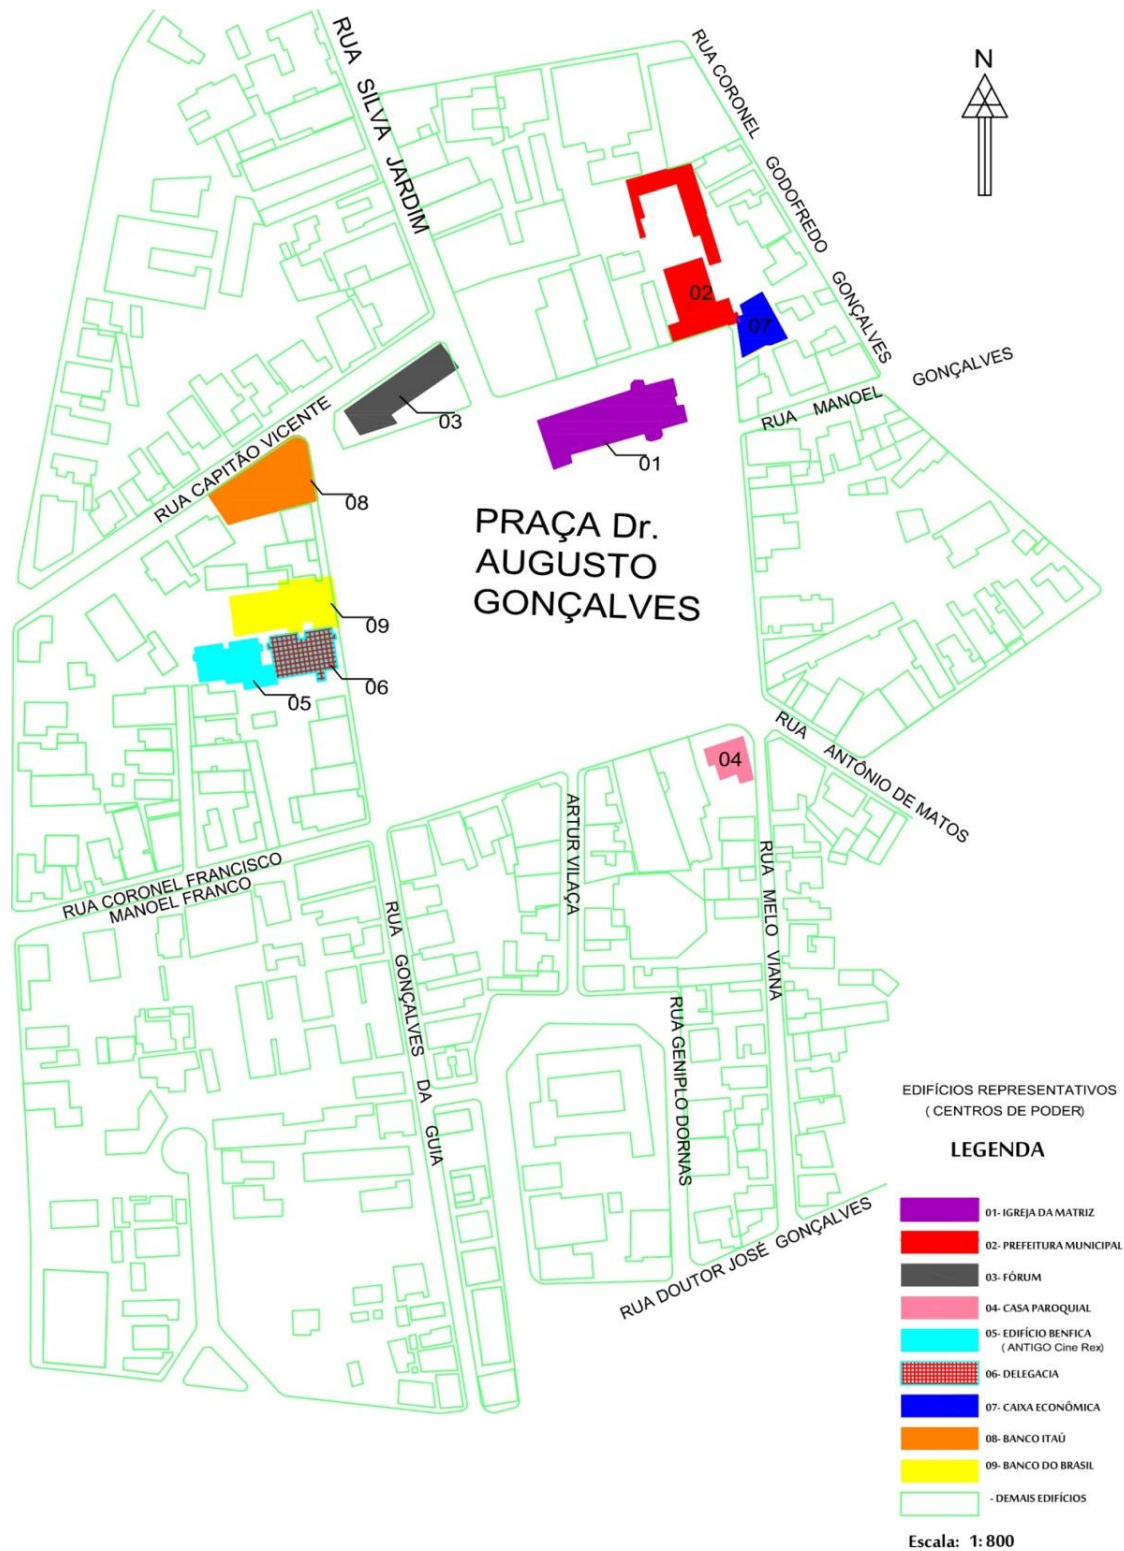 RUA SILVA JARDIM
RUA CORONEL GODOFREDO GONÇALVES
N
02
07
RUA MANOEL GONÇALVES
03
01
RUA CAPITÃO VICENTE
08
PRAÇA Dr.
AUGUSTO
GONÇALVES
09
06
05
04
RUA ANTÔNIO DE MATOS
ARTUR VILAÇA
RUA MELO VIANA
RUA CORONEL FRANCISCO
MANOEL FRANCO
RUA GONÇALVES DA GUIA
RUA GENIPLO DORNAS
RUA DOUTOR JOSÉ GONÇALVES
EDIFÍCIOS REPRESENTATIVOS
( CENTROS DE PODER)
LEGENDA
01- IGREJA DA MATRIZ
02- PREFEITURA MUNICIPAL
03- FÓRUM
04- CASA PAROQUIAL
05- EDIFÍCIO BENFICA
( ANTIGO Cine Rex)
06- DELEGACIA
07- CAIXA ECONÔMICA
08- BANCO ITAÚ
09- BANCO DO BRASIL
- DEMAIS EDIFÍCIOS
Escala: 1: 800